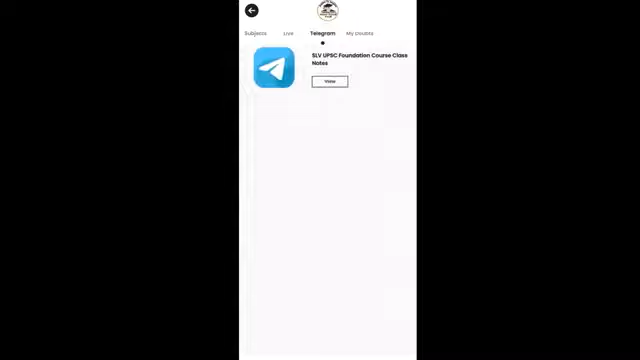 Subjects Live Telegram My Doubts
SLV UPSC Foundation Course Class
Notes
View